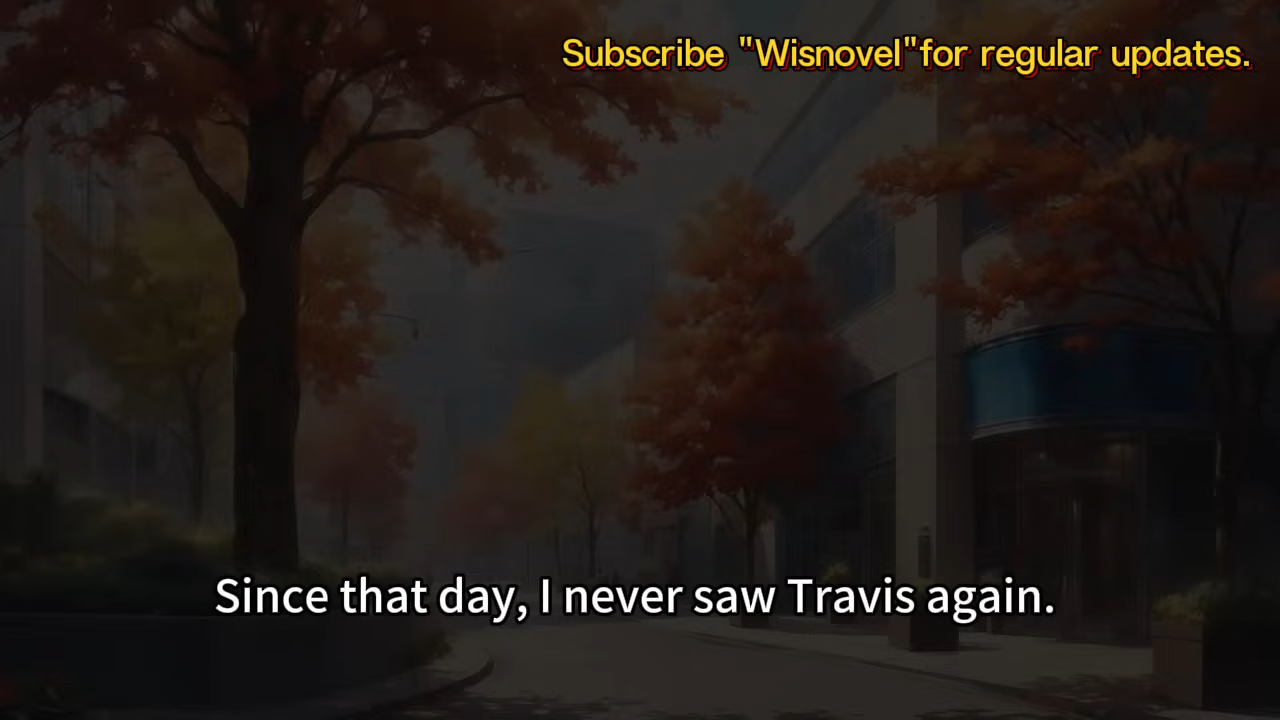 Subscribe "Wisnovel"for regular updates.
Since that day, I never saw Travis again.